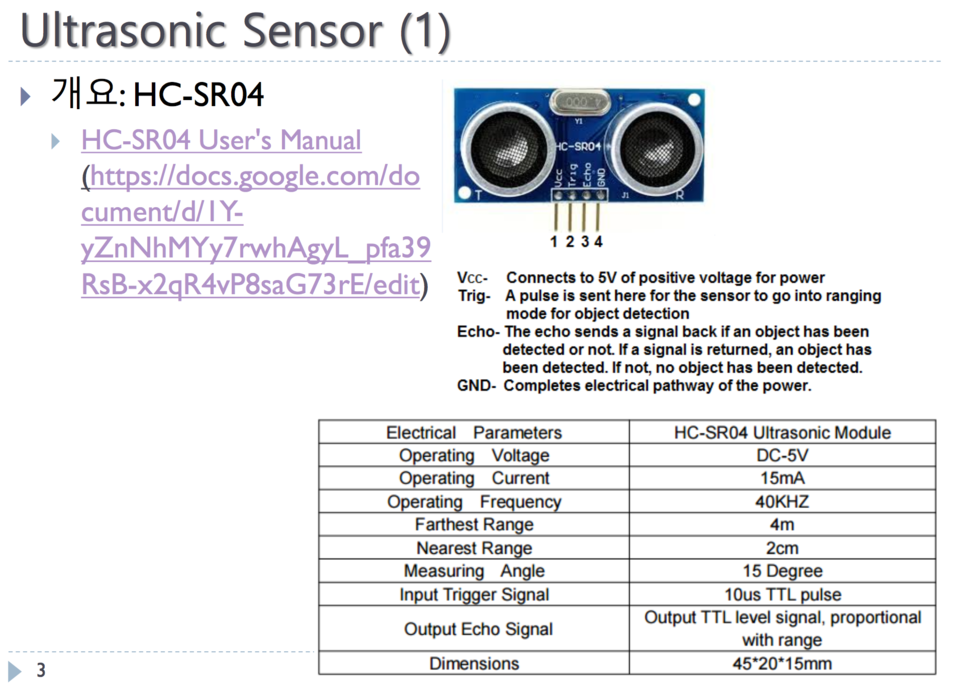 Ultrasonic Sensor (1)
개요: HC-SR04
HC-SR04 User's Manual
(https://docs.google.com/do
cument/d/1Y-
yZnNhMYy7rwhAgyL_pfa39
RsB-x2qR4vP8saG73rE/edit)
Y1
HC-SR04
Vcc
Trig
Echo
GND
T
J1
R
1 2 3 4
Vcc- Connects to 5V of positive voltage for power
Trig- A pulse is sent here for the sensor to go into ranging
mode for object detection
Echo- The echo sends a signal back if an object has been
detected or not. If a signal is returned, an object has
been detected. If not, no object has been detected.
GND- Completes electrical pathway of the power.
Electrical Parameters HC-SR04 Ultrasonic Module
Operating Voltage DC-5V
Operating Current 15mA
Operating Frequency 40KHZ
Farthest Range 4m
Nearest Range 2cm
Measuring Angle 15 Degree
Input Trigger Signal 10us TTL pulse
Output Echo Signal Output TTL level signal, proportional
with range
Dimensions 45*20*15mm
3